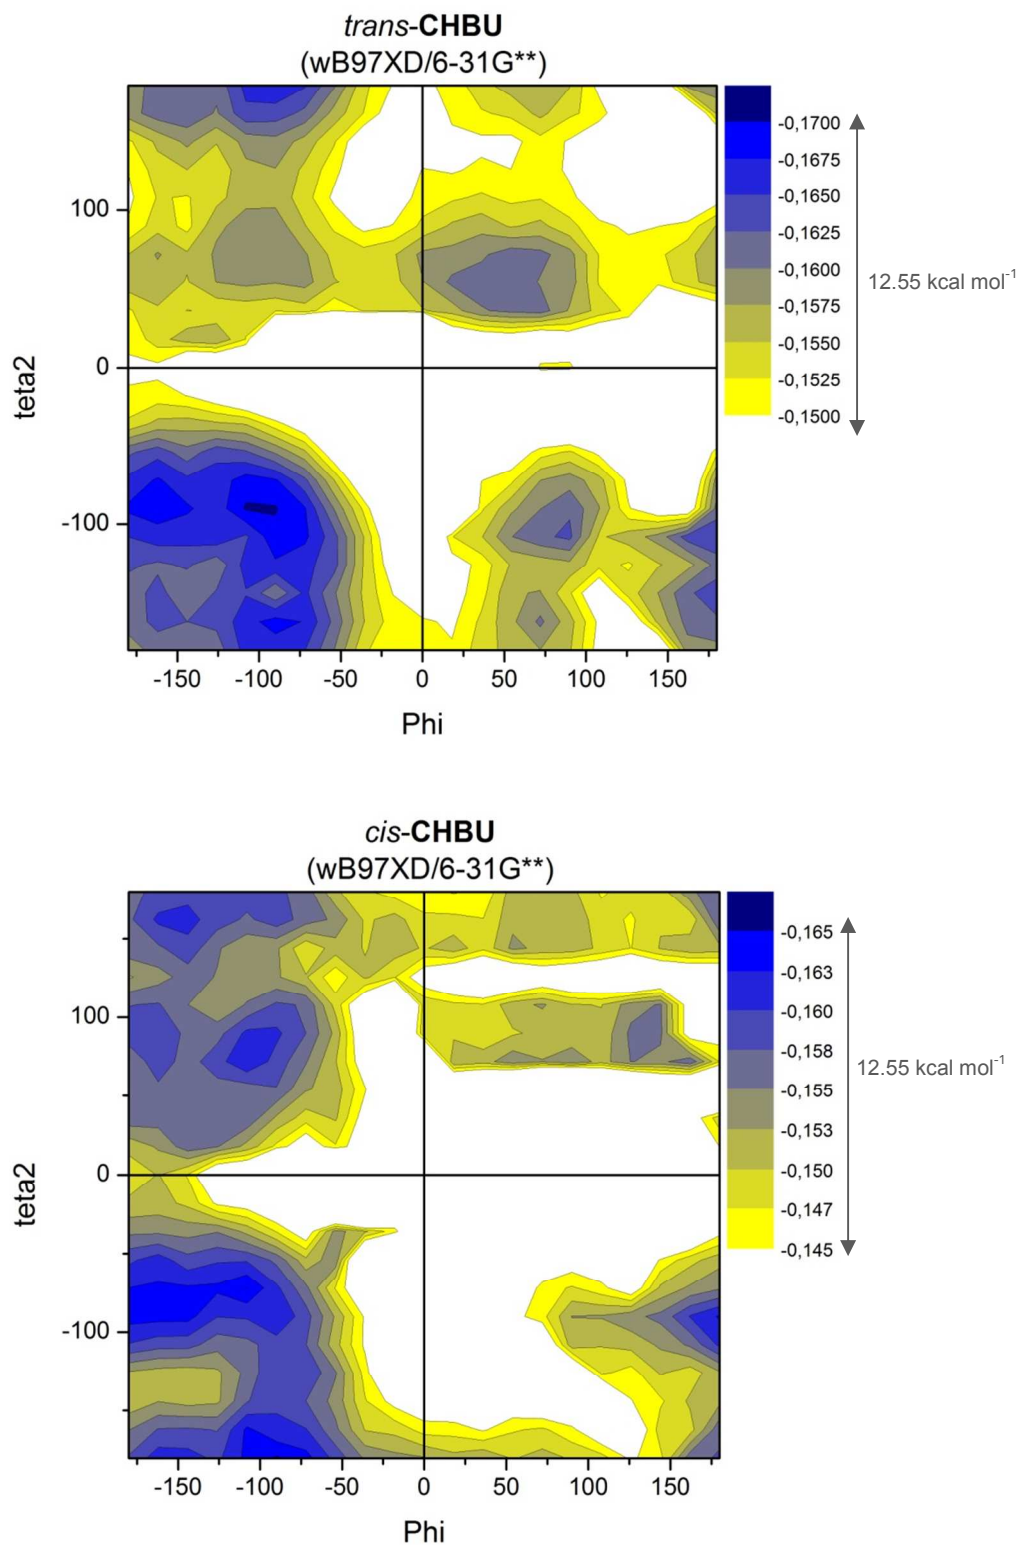 trans-CHBU
(wB97XD/6-31G**)
-0,1700
-0,1675
-0,1650
-0,1625
-0,1600
-0,1575
-0,1550
-0,1525
-0,1500
12.55 kcal mol-1
100
0
-100
teta2
-150 -100 -50 0 50 100 150
Phi
cis-CHBU
(wB97XD/6-31G**)
-0,165
-0,163
-0,160
-0,158
-0,155
-0,153
-0,150
-0,147
-0,145
12.55 kcal mol-1
100
0
-100
teta2
-150 -100 -50 0 50 100 150
Phi